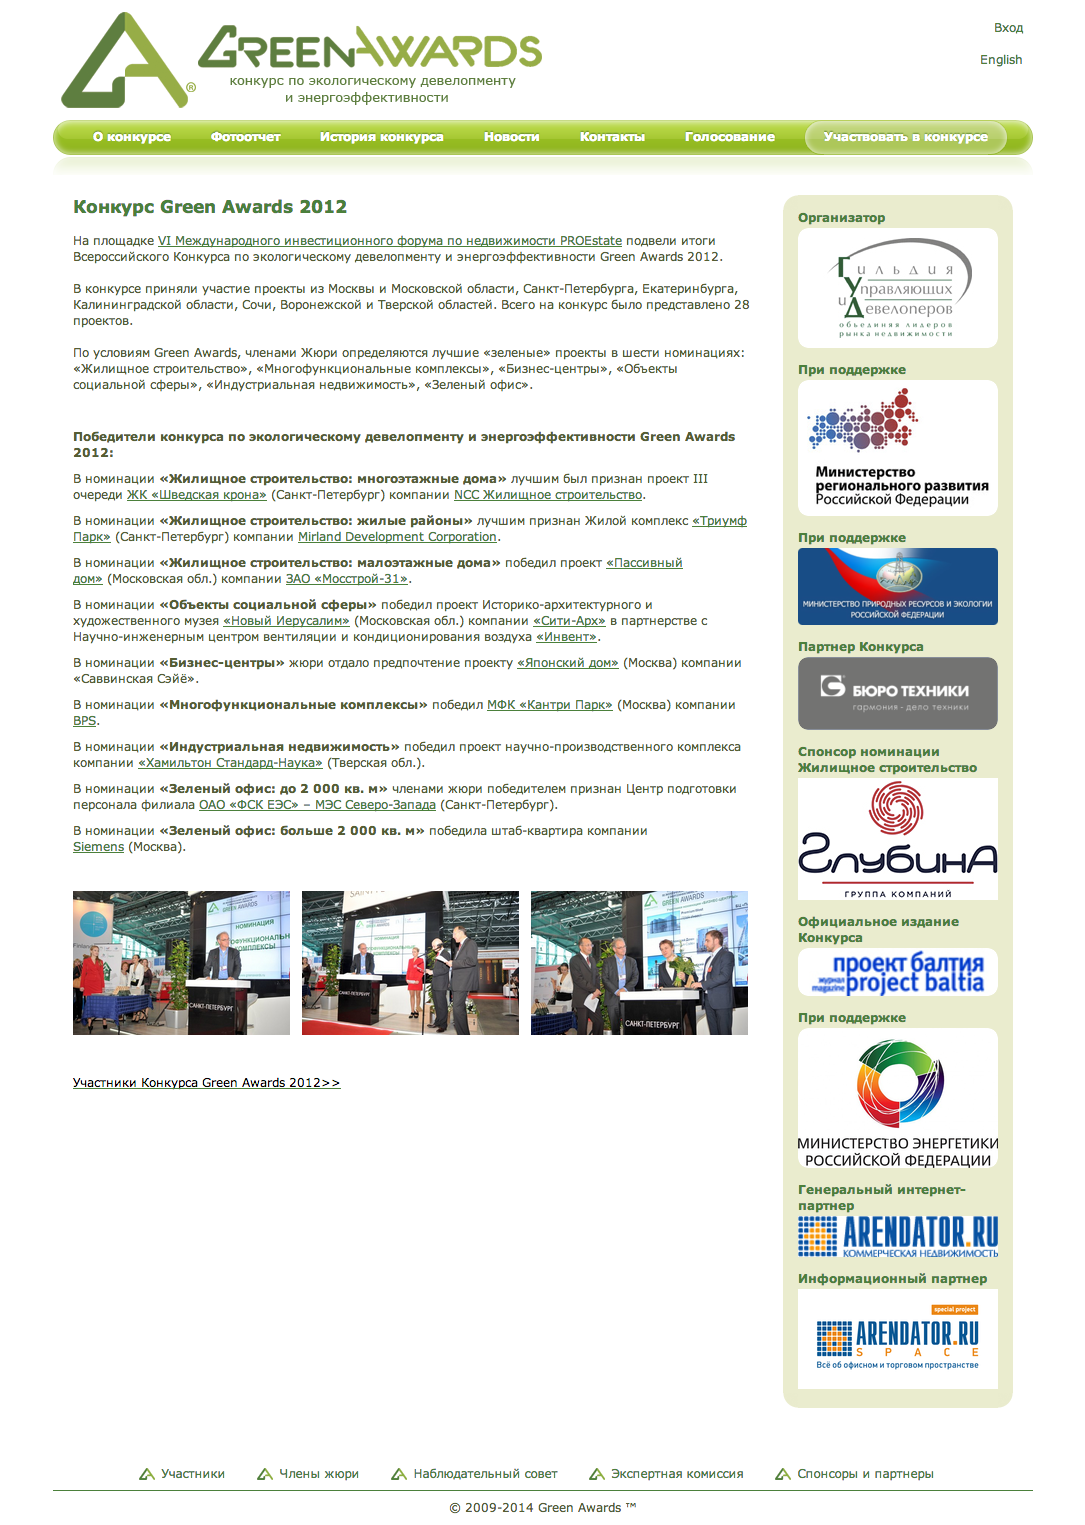 GREENAWARDS
конкурс по экологическому девелопменту
и энергоэффективности
®
Вход
English
О конкурсе
Фотоотчет
История конкурса
Новости
Контакты
Голосование
Участвовать в конкурсе
Конкурс Green Awards 2012
На площадке VI Международного инвестиционного форума по недвижимости PROEstate подвели итоги
Всероссийского Конкурса по экологическому девелопменту и энергоэффективности Green Awards 2012.
В конкурсе приняли участие проекты из Москвы и Московской области, Санкт-Петербурга, Екатеринбурга,
Калининградской области, Сочи, Воронежской и Тверской областей. Всего на конкурс было представлено 28
проектов.
По условиям Green Awards, членами Жюри определяются лучшие «зеленые» проекты в шести номинациях:
«Жилищное строительство», «Многофункциональные комплексы», «Бизнес-центры», «Объекты
социальной сферы», «Индустриальная недвижимость», «Зеленый офис».
Победители конкурса по экологическому девелопменту и энергоэффективности Green Awards
2012:
В номинации «Жилищное строительство: многоэтажные дома» лучшим был признан проект III
очереди ЖК «Шведская крона» (Санкт-Петербург) компании NCC Жилищное строительство.
В номинации «Жилищное строительство: жилые районы» лучшим признан Жилой комплекс «Триумф
Парк» (Санкт-Петербург) компании Mirland Development Corporation.
В номинации «Жилищное строительство: малоэтажные дома» победил проект «Пассивный
дом» (Московская обл.) компании ЗАО «Мосстрой-31».
В номинации «Объекты социальной сферы» победил проект Историко-архитектурного и
художественного музея «Новый Иерусалим» (Московская обл.) компании «Сити-Арх» в партнерстве с
Научно-инженерным центром вентиляции и кондиционирования воздуха «Инвент».
В номинации «Бизнес-центры» жюри отдало предпочтение проекту «Японский дом» (Москва) компании
«Саввинская Сэйё».
В номинации «Многофункциональные комплексы» победил МФК «Кантри Парк» (Москва) компании
BPS.
В номинации «Индустриальная недвижимость» победил проект научно-производственного комплекса
компании «Хамильтон Стандард-Наука» (Тверская обл.).
В номинации «Зеленый офис: до 2 000 кв. м» членами жюри победителем признан Центр подготовки
персонала филиала ОАО «ФСК ЕЭС» – МЭС Северо-Запада (Санкт-Петербург).
В номинации «Зеленый офис: больше 2 000 кв. м» победила штаб-квартира компании
Siemens (Москва).
GREEN AWARDS
НОМИНАЦИЯ
САНКТ-ПЕТЕРБУРГ
НОМИНАЦИЯ
САНКТ-ПЕТЕРБУРГ
GREEN AWARDS
САНКТ-ПЕТЕРБУРГ
Участники Конкурса Green Awards 2012>>
Организатор
Гильдия
Управляющих
и Девелоперов
объединяя лидеров
рынка недвижимости
При поддержке
Министерство
регионального развития
Российской Федерации
При поддержке
МИНИСТЕРСТВО ПРИРОДНЫХ РЕСУРСОВ И ЭКОЛОГИИ
РОССИЙСКОЙ ФЕДЕРАЦИИ
Партнер Конкурса
БЮРО ТЕХНИКИ
гармония - дело техники
Спонсор номинации
Жилищное строительство
ГлубинА
ГРУППА КОМПАНИЙ
Официальное издание
Конкурса
проект балтия
журнал
magazine project baltia
При поддержке
МИНИСТЕРСТВО ЭНЕРГЕТИКИ
РОССИЙСКОЙ ФЕДЕРАЦИИ
Генеральный интернет-
партнер
ARENDATOR.RU
КОММЕРЧЕСКАЯ НЕДВИЖИМОСТЬ
Информационный партнер
special project
ARENDATOR.RU
SPACE
Всё об офисном и торговом пространстве
Участники
Члены жюри
Наблюдательный совет
Экспертная комиссия
Спонсоры и партнеры
© 2009-2014 Green Awards ™